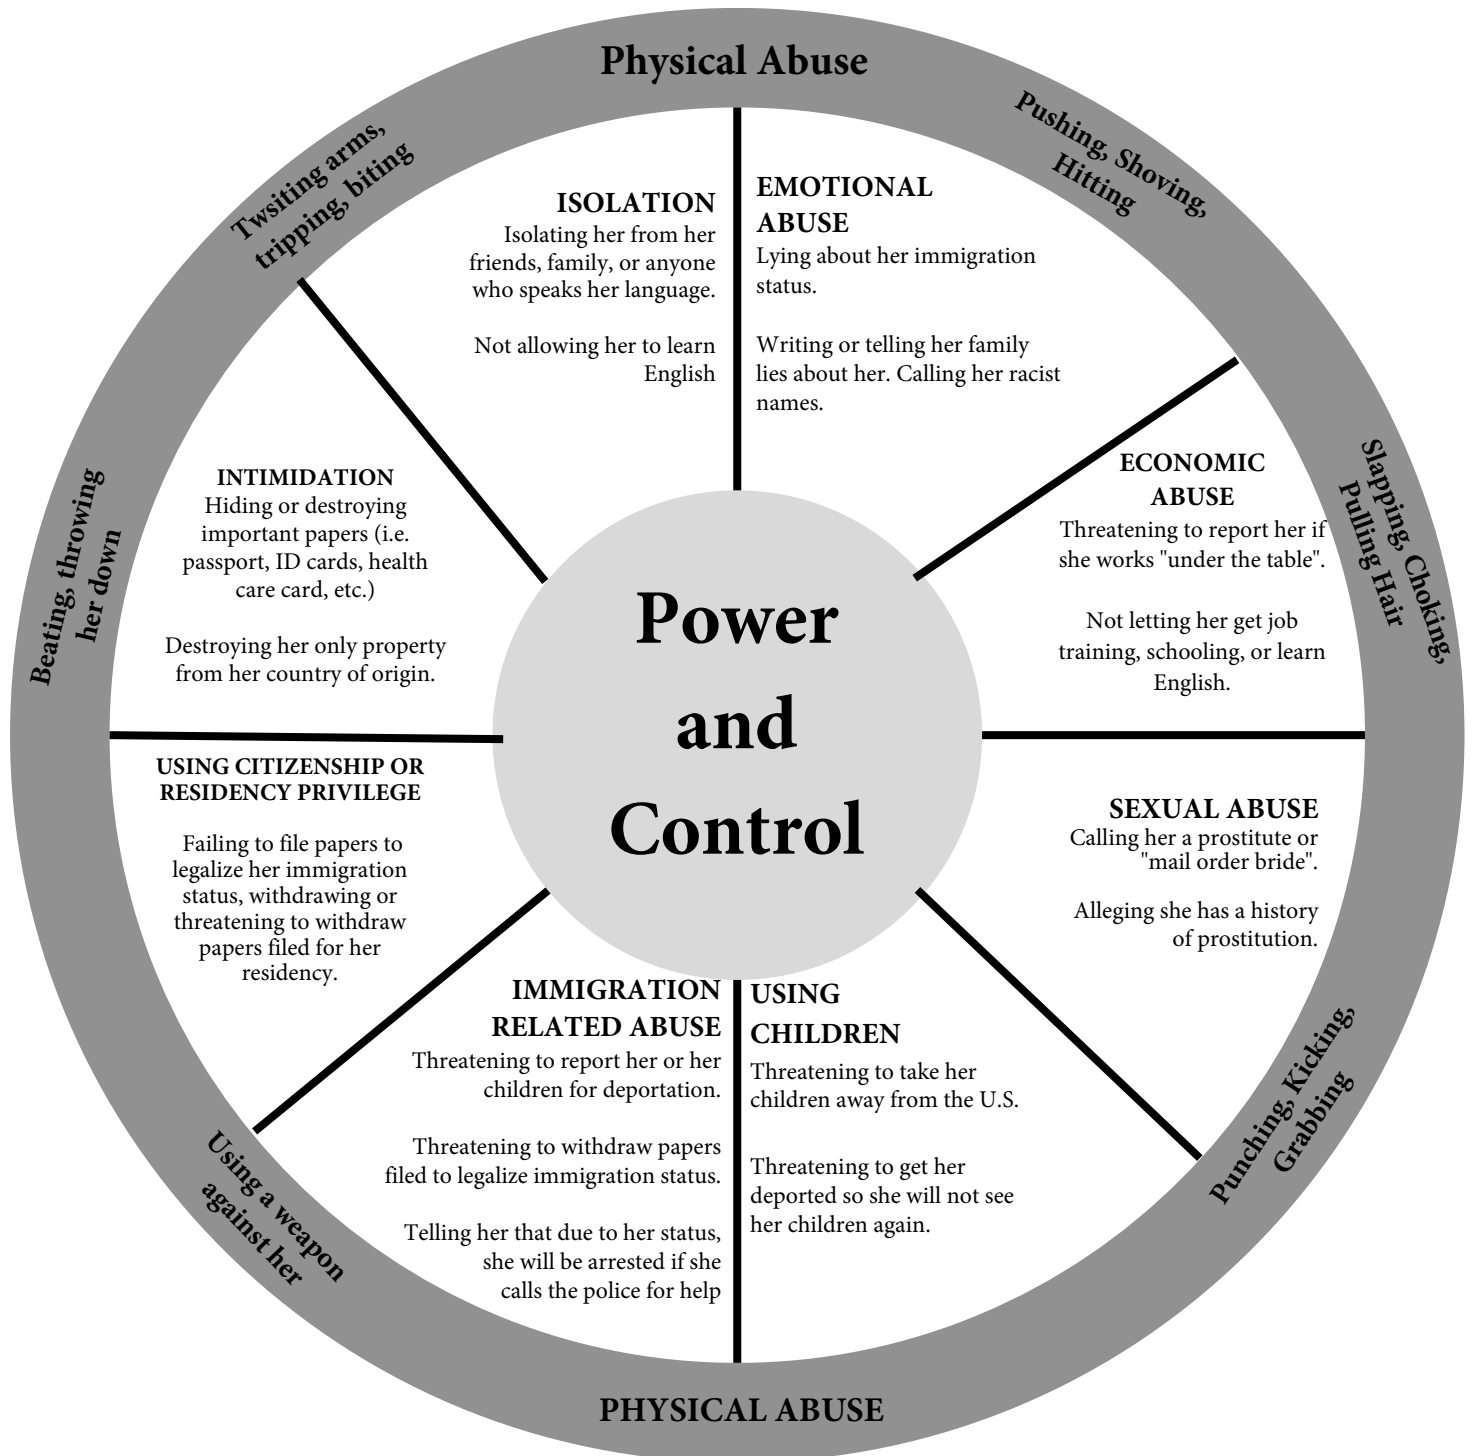 Physical Abuse
Pushing, Shoving,
Hitting
Slapping, Choking,
Pulling Hair
Punching, Kicking,
Grabbing
PHYSICAL ABUSE
Using a weapon
against her
Beating, throwing
her down
Twsiting arms,
tripping, biting
Power
and
Control
ISOLATION
Isolating her from her
friends, family, or anyone
who speaks her language.
Not allowing her to learn
English
EMOTIONAL
ABUSE
Lying about her immigration
status.
Writing or telling her family
lies about her. Calling her racist
names.
ECONOMIC
ABUSE
Threatening to report her if
she works "under the table".
Not letting her get job
training, schooling, or learn
English.
SEXUAL ABUSE
Calling her a prostitute or
"mail order bride".
Alleging she has a history
of prostitution.
USING
CHILDREN
Threatening to take her
children away from the U.S.
Threatening to get her
deported so she will not see
her children again.
IMMIGRATION
RELATED ABUSE
Threatening to report her or her
children for deportation.
Threatening to withdraw papers
filed to legalize immigration status.
Telling her that due to her status,
she will be arrested if she
calls the police for help
USING CITIZENSHIP OR
RESIDENCY PRIVILEGE
Failing to file papers to
legalize her immigration
status, withdrawing or
threatening to withdraw
papers filed for her
residency.
INTIMIDATION
Hiding or destroying
important papers (i.e.
passport, ID cards, health
care card, etc.)
Destroying her only property
from her country of origin.